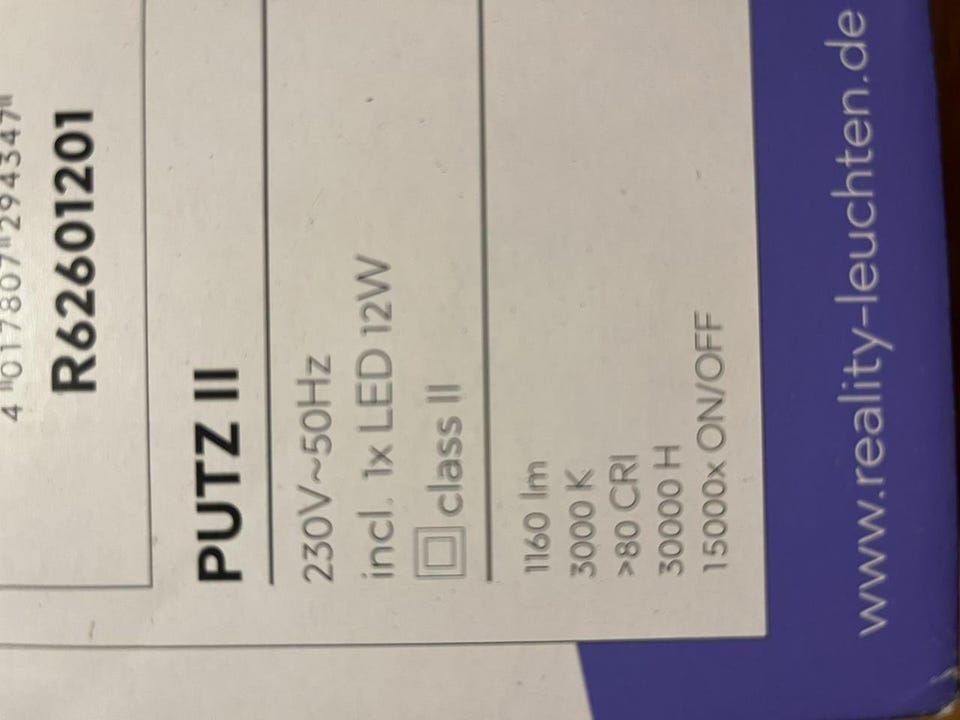 4 "017807"294347"
R62601201
PUTZ II
230V~50Hz
incl. 1x LED 12W
class II
1160 lm
3000 K
>80 CRI
30000 H
15000x ON/OFF
www.reality-leuchten.de